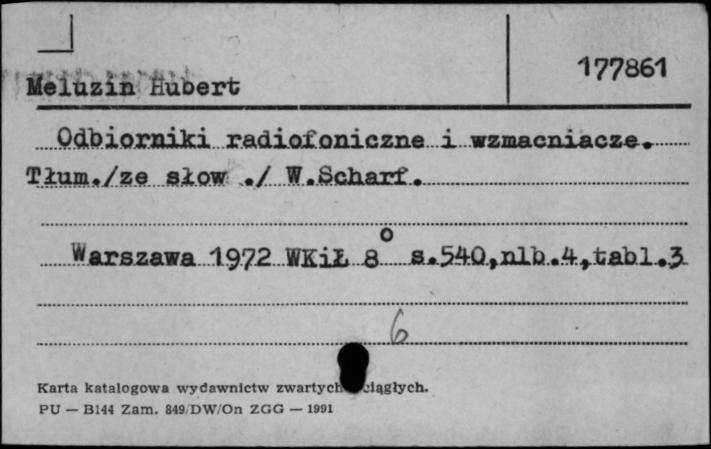 177861
Meluzin Hubert
Odbiorniki radiofoniczne i wzmacniacze.
Tłum./ze słow ./ W.Scharf.
Warszawa 1972 WKiŁ 8° s.540,nlb.4,tabl.3
6
Karta katalogowa wydawnictw zwartych ciągłych.
PU — B144 Zam. 849/DW/On ZGG — 1991